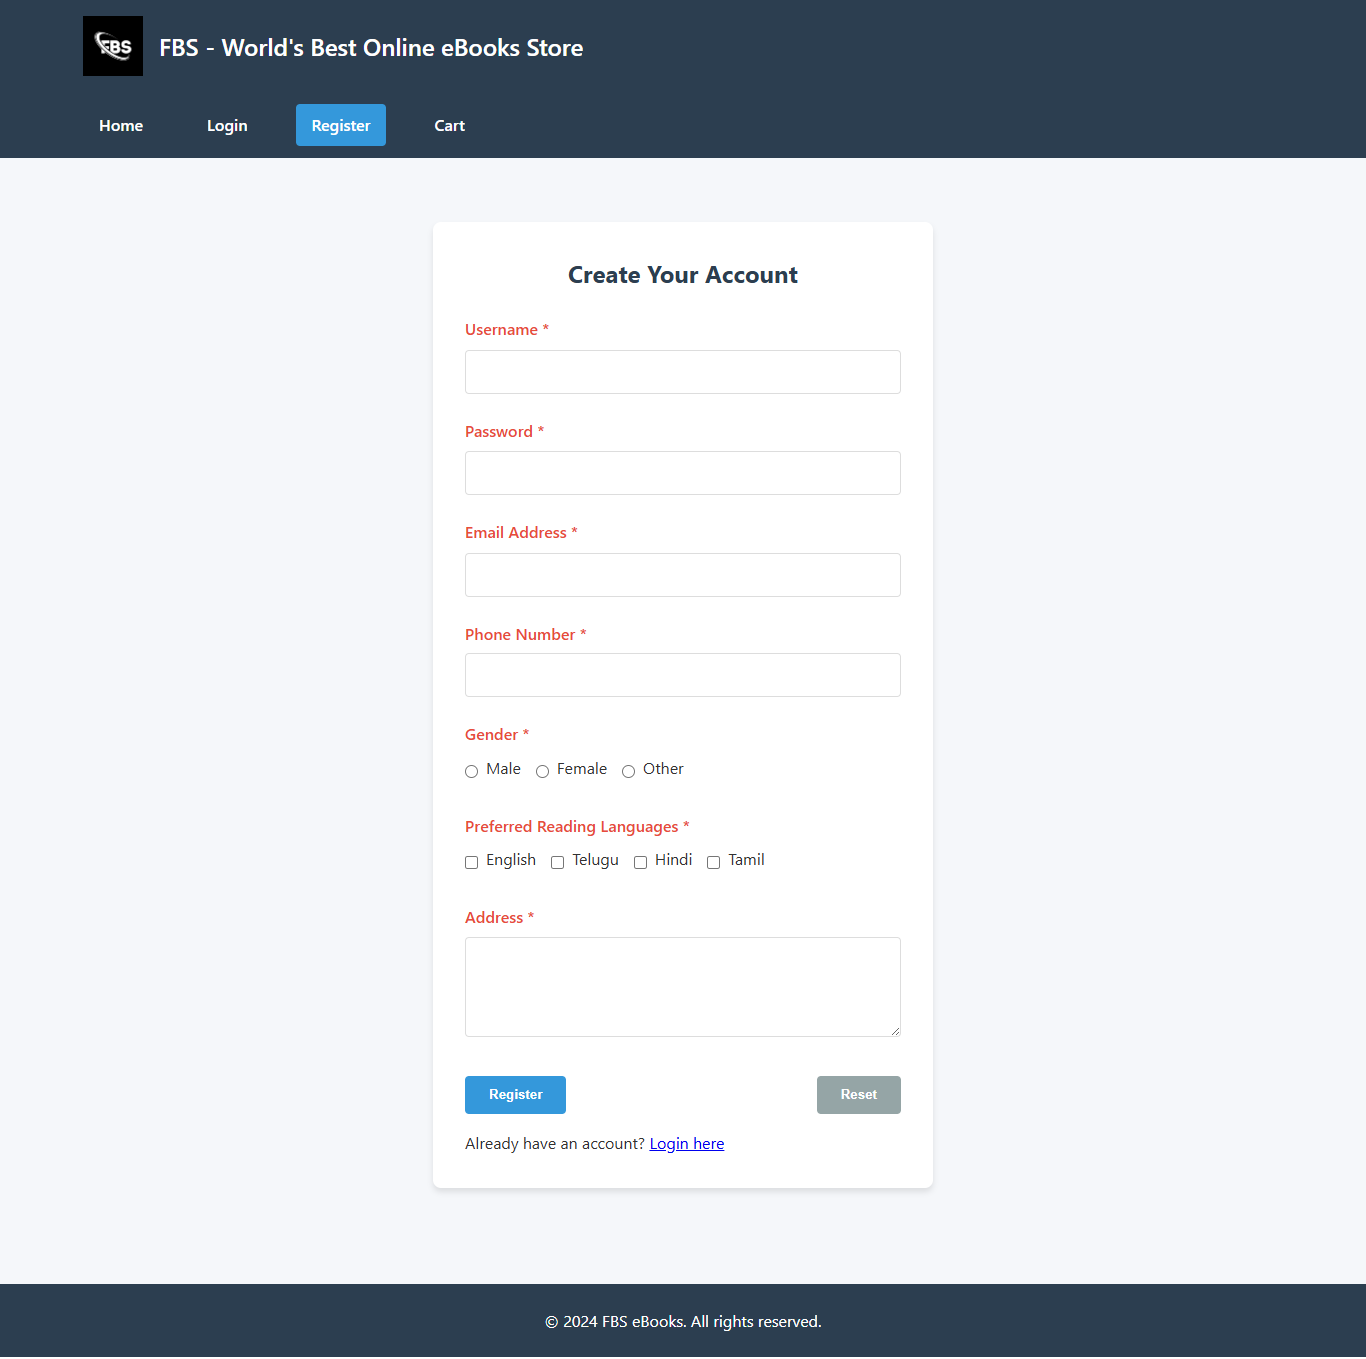 FBS
FBS - World's Best Online eBooks Store
Home Login Register Cart
Create Your Account
Username *
Password *
Email Address *
Phone Number *
Gender *
Male Female Other
Preferred Reading Languages *
English Telugu Hindi Tamil
Address *
Register Reset
Already have an account? Login here
© 2024 FBS eBooks. All rights reserved.